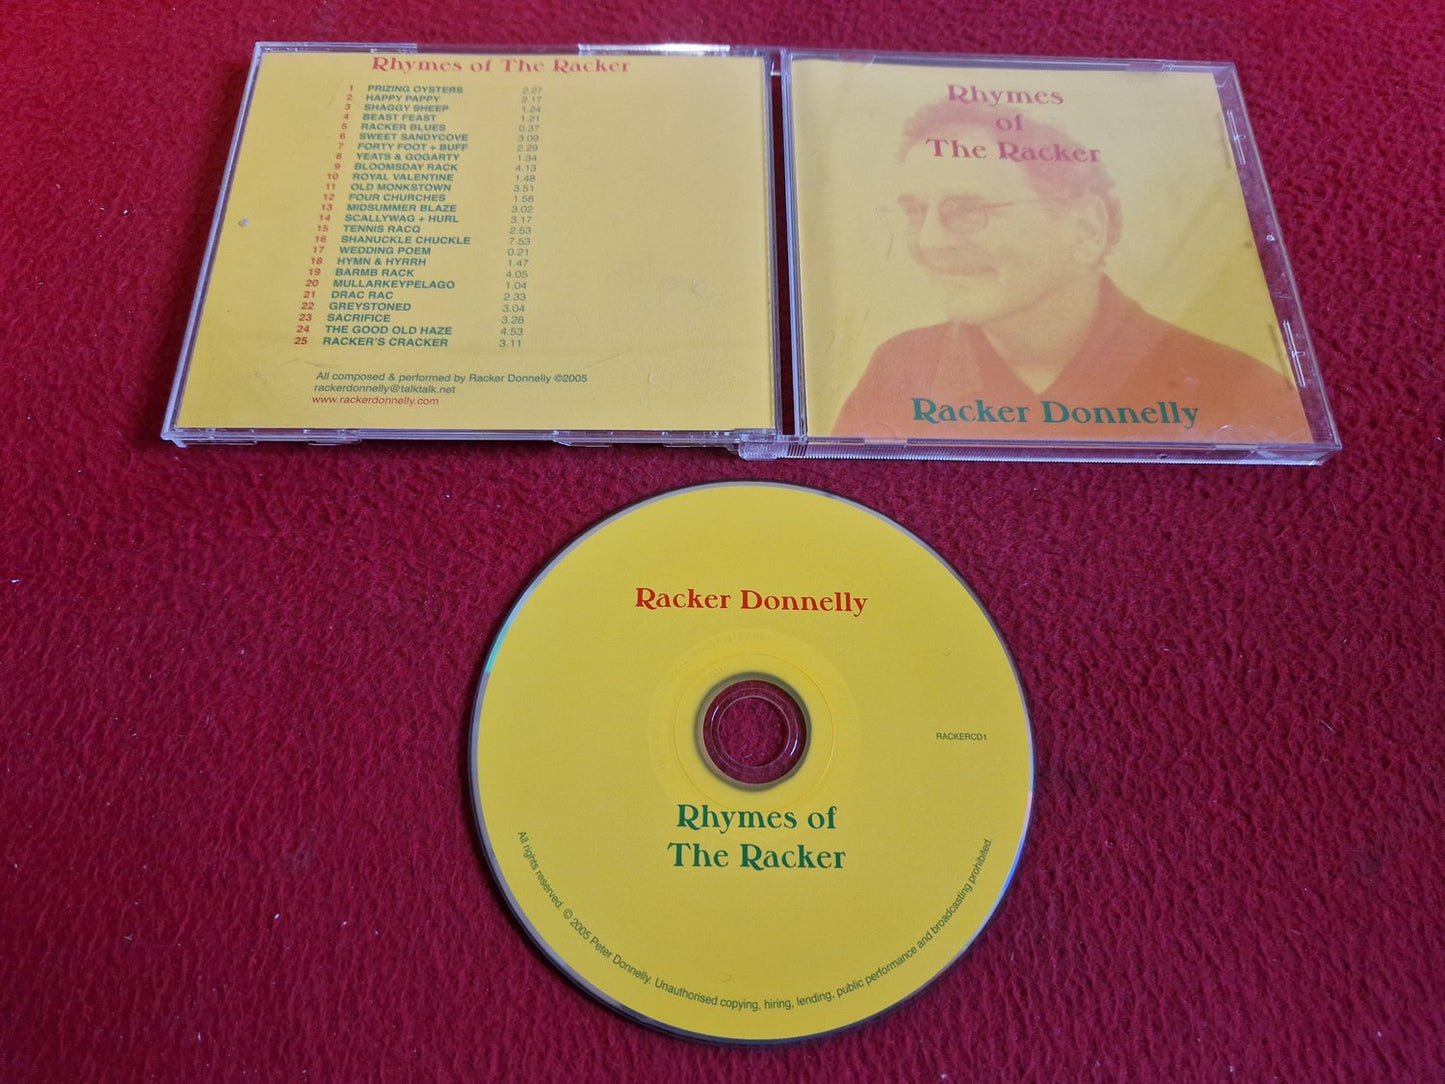 Rhymes of The Racker
1 PRIZING OYSTERS 2.27
2 HAPPY PAPPY 2.17
3 SHAGGY SHEEP 1.24
4 BEAST FEAST 1.21
5 RACKER BLUES 0.37
6 SWEET SANDYCOVE 3.09
7 FORTY FOOT + BUFF 2.29
8 YEATS & GOGARTY 1.34
9 BLOOMSDAY RACK 4.13
10 ROYAL VALENTINE 1.48
11 OLD MONKSTOWN 3.51
12 FOUR CHURCHES 1.58
13 MIDSUMMER BLAZE 3.02
14 SCALLYWAG + HURL 3.17
15 TENNIS RACQ 2.53
16 SHANUCKLE CHUCKLE 7.53
17 WEDDING POEM 0.21
18 HYMN & HYRRH 1.47
19 BARMB RACK 4.05
20 MULLARKEYPELAGO 1.04
21 DRAC RAC 2.33
22 GREYSTONED 3.04
23 SACRIFICE 3.28
24 THE GOOD OLD HAZE 4.53
25 RACKER'S CRACKER 3.11
All composed & performed by Racker Donnelly ©2005
rackerdonnelly@talktalk.net
www.rackerdonnelly.com
Rhymes
of
The Racker
Racker Donnelly
Racker Donnelly
RACKERCD1
Rhymes of
The Racker
All rights reserved. © 2005 Peter Donnelly. Unauthorised copying, hiring, lending, public performance and broadcasting prohibited.